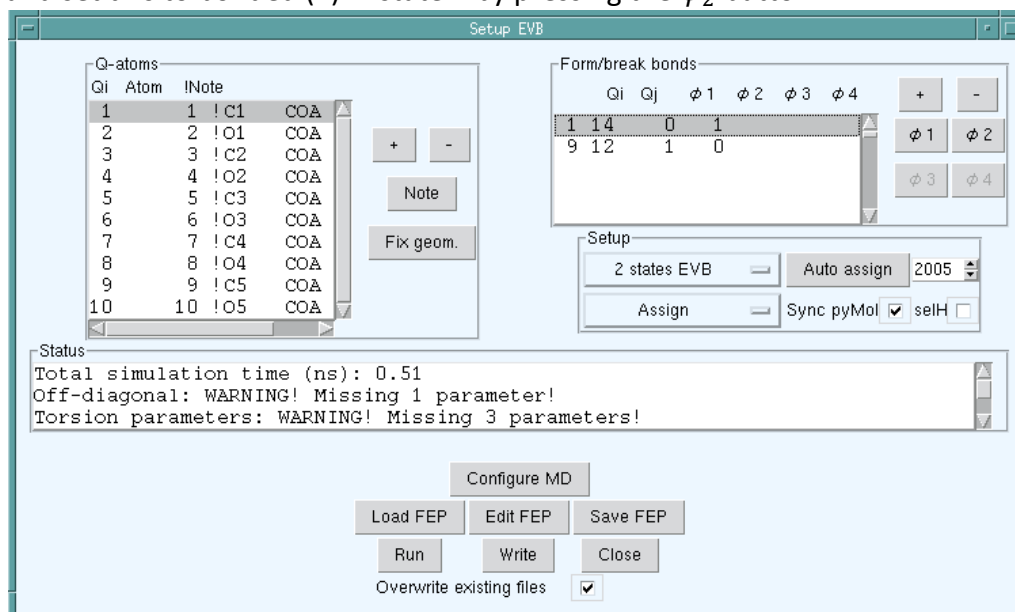 Setup EVB
Q-atoms
Qi Atom !Note
1 1 ! C1 COA
2 2 ! O1 COA
3 3 ! C2 COA
4 4 ! O2 COA
5 5 ! C3 COA
6 6 ! O3 COA
7 7 ! C4 COA
8 8 ! O4 COA
9 9 ! C5 COA
10 10 ! O5 COA
+ -
Note
Fix geom.
Form/break bonds
Qi Qj ϕ1 ϕ2 ϕ3 ϕ4
1 14 0 1
9 12 1 0
+ -
ϕ1 ϕ2
ϕ3 ϕ4
Setup
2 states EVB Auto assign 2005
Assign Sync pyMol selH
Status
Total simulation time (ns): 0.51
Off-diagonal: WARNING! Missing 1 parameter!
Torsion parameters: WARNING! Missing 3 parameters!
Configure MD
Load FEP Edit FEP Save FEP
Run Write Close
Overwrite existing files